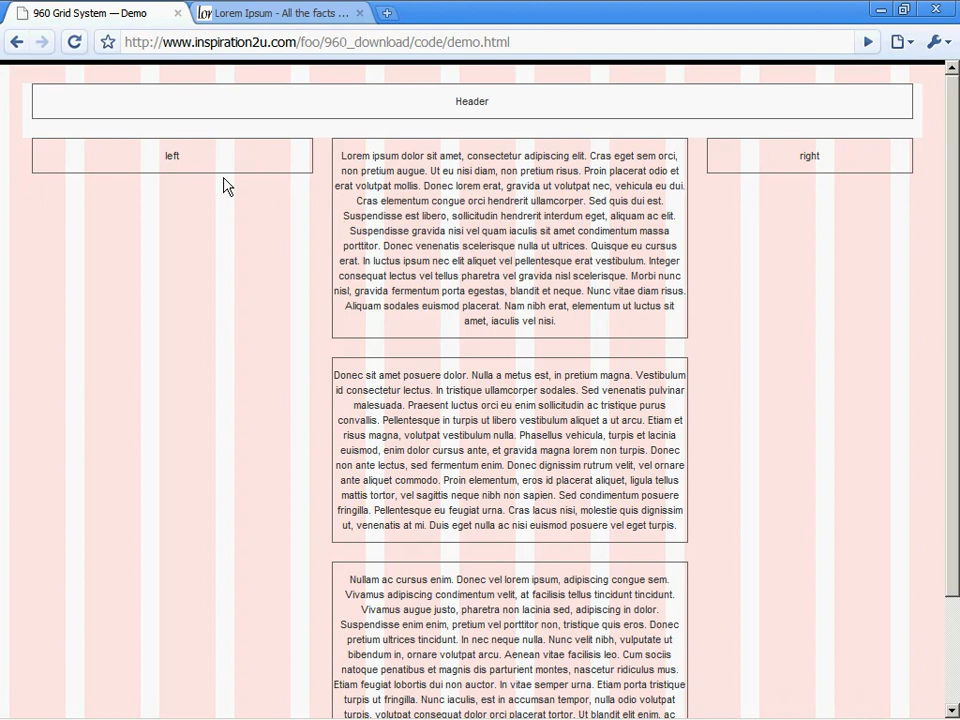 960 Grid System — Demo
Lorem Ipsum - All the facts ...
http://www.inspiration2u.com/foo/960_download/code/demo.html
Header
left
Lorem ipsum dolor sit amet, consectetur adipiscing elit. Cras eget sem orci,
non pretium augue. Ut eu nisi diam, non pretium risus. Proin placerat odio et
erat volutpat mollis. Donec lorem erat, gravida ut volutpat nec, vehicula eu dui.
Cras elementum congue orci hendrerit ullamcorper. Sed quis dui est.
Suspendisse est libero, sollicitudin hendrerit interdum eget, aliquam ac elit.
Suspendisse gravida nisi vel quam iaculis sit amet condimentum massa
porttitor. Donec venenatis scelerisque nulla ut ultrices. Quisque eu cursus
erat. In luctus ipsum nec elit aliquet vel pellentesque erat vestibulum. Integer
consequat lectus vel tellus pharetra vel gravida nisl scelerisque. Morbi nunc
nisl, gravida fermentum porta egestas, blandit et neque. Nunc vitae diam risus.
Aliquam sodales euismod placerat. Nam nibh erat, elementum ut luctus sit
amet, iaculis vel nisi.
right
Donec sit amet posuere dolor. Nulla a metus est, in pretium magna. Vestibulum
id consectetur lectus. In tristique ullamcorper sodales. Sed venenatis pulvinar
malesuada. Praesent luctus orci eu enim sollicitudin ac tristique purus
convallis. Pellentesque in turpis ut libero vestibulum aliquet a ut arcu. Etiam et
risus magna, volutpat vestibulum nulla. Phasellus vehicula, turpis et lacinia
euismod, enim dolor cursus ante, et gravida magna lorem non turpis. Donec
non ante lectus, sed fermentum enim. Donec dignissim rutrum velit, vel ornare
ante aliquet commodo. Proin elementum, eros id placerat aliquet, ligula tellus
mattis tortor, vel sagittis neque nibh non sapien. Sed condimentum posuere
fringilla. Pellentesque eu feugiat urna. Cras lacus nisi, molestie quis dignissim
ut, venenatis at mi. Duis eget nulla ac nisi euismod posuere vel eget turpis.
Nullam ac cursus enim. Donec vel lorem ipsum, adipiscing congue sem.
Vivamus adipiscing condimentum velit, at facilisis tellus tincidunt tincidunt.
Vivamus augue justo, pharetra non lacinia sed, adipiscing in dolor.
Suspendisse enim enim, pretium vel porttitor non, tristique quis eros. Donec
pretium ultrices tincidunt. In nec neque nulla. Nunc velit nibh, vulputate ut
bibendum in, ornare volutpat arcu. Aenean vitae facilisis leo. Cum sociis
natoque penatibus et magnis dis parturient montes, nascetur ridiculus mus.
Etiam feugiat lobortis dui non auctor. In vitae semper urna. Etiam porta tristique
turpis ut fringilla. Nunc iaculis, est in accumsan tempor, nulla odio lobortis
turpis, volutpat consequat dolor orci et tortor. Ut blandit elit enim, ac